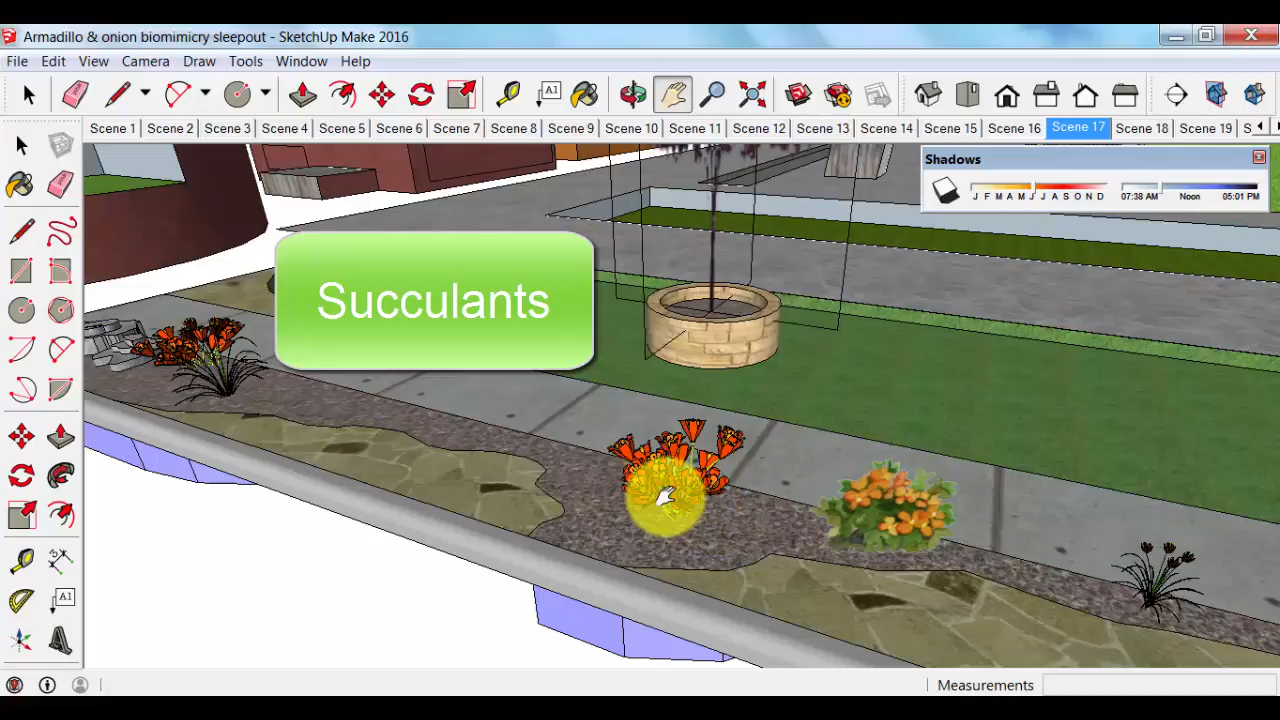 Armadillo & onion biomimicry sleepout - SketchUp Make 2016
File Edit View Camera Draw Tools Window Help
A1
Scene 1 Scene 2 Scene 3 Scene 4 Scene 5 Scene 6 Scene 7 Scene 8 Scene 9 Scene 10 Scene 11 Scene 12 Scene 13 Scene 14 Scene 15 Scene 16 Scene 17 Scene 18 Scene 19 S
Shadows
J F M A M J J A S O N D 07:38 AM Noon 05:01 PM
Succulants
A1
Measurements